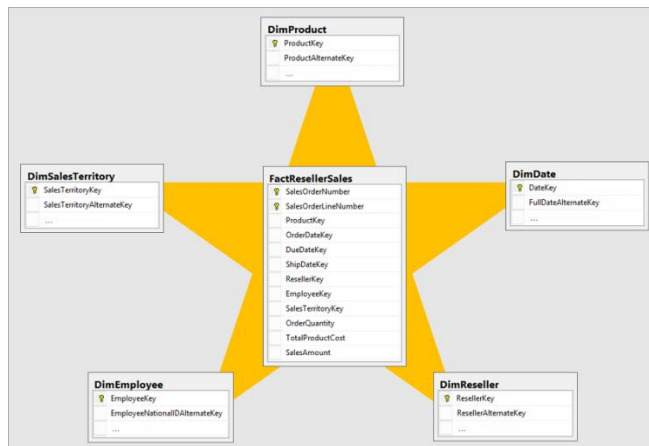 DimProduct
ProductKey
ProductAlternateKey
...
DimSalesTerritory
SalesTerritoryKey
SalesTerritoryAlternateKey
...
FactResellerSales
SalesOrderNumber
SalesOrderLineNumber
ProductKey
OrderDateKey
DueDateKey
ShipDateKey
ResellerKey
EmployeeKey
SalesTerritoryKey
OrderQuantity
TotalProductCost
SalesAmount
DimDate
DateKey
FullDateAlternateKey
...
DimEmployee
EmployeeKey
EmployeeNationalIDAlternateKey
...
DimReseller
ResellerKey
ResellerAlternateKey
...